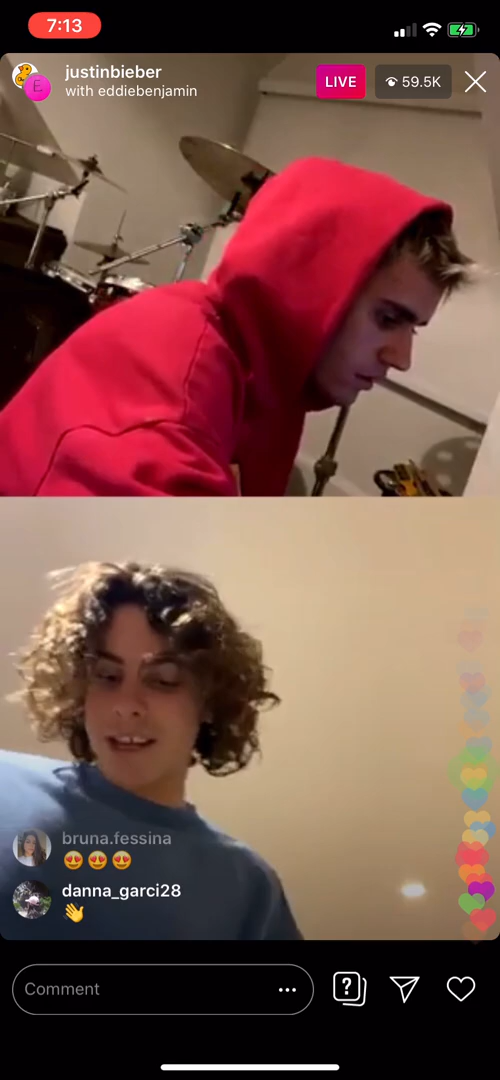 7:13
justinbieber
with eddiebenjamin
E
LIVE
59.5K
bruna.fessina
😍😍😍
danna_garci28
👋
Comment